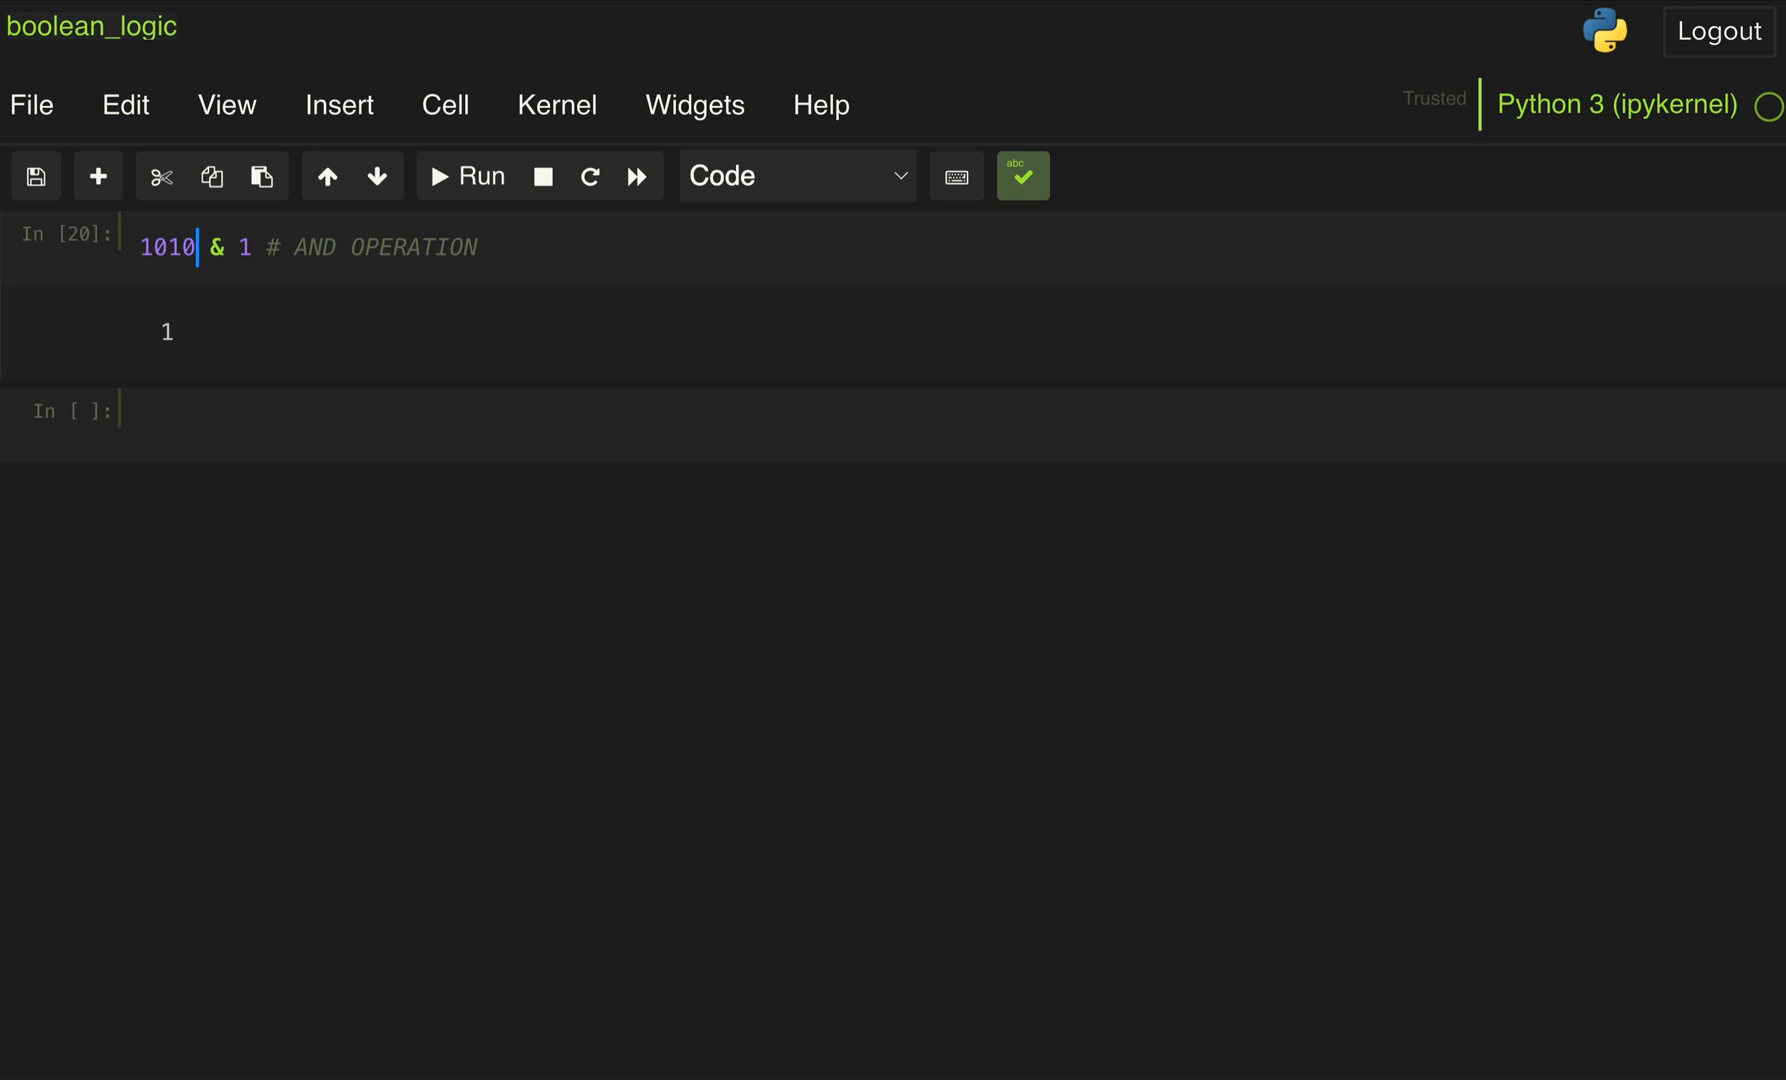 boolean_logic
Logout
File Edit View Insert Cell Kernel Widgets Help
Trusted
Python 3 (ipykernel)
Run
Code
abc
In [20]:
1010 & 1 # AND OPERATION
1
In [ ]: